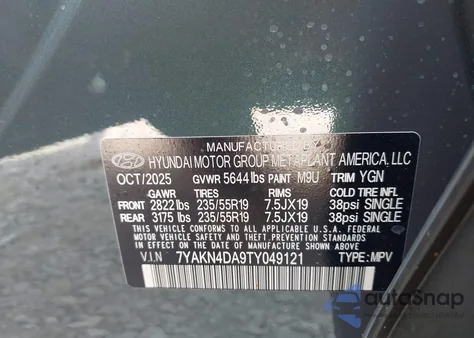 MANUFACTURED BY
HYUNDAI MOTOR GROUP METAPLANT AMERICA, LLC
OCT/2025 GVWR 5644 lbs PAINT M9U TRIM YGN
GAWR TIRES RIMS COLD TIRE INFL
FRONT 2822 lbs 235/55R19 7.5JX19 38psi SINGLE
REAR 3175 lbs 235/55R19 7.5JX19 38psi SINGLE
THIS VEHICLE CONFORMS TO ALL APPLICABLE U.S.A. FEDERAL
MOTOR VEHICLE SAFETY STANDARDS IN EFFECT ON THE
DATE OF MANUFACTURE SHOWN ABOVE.
V.I.N 7YAKN4DA9TY049121 TYPE: MPV
autoSnap